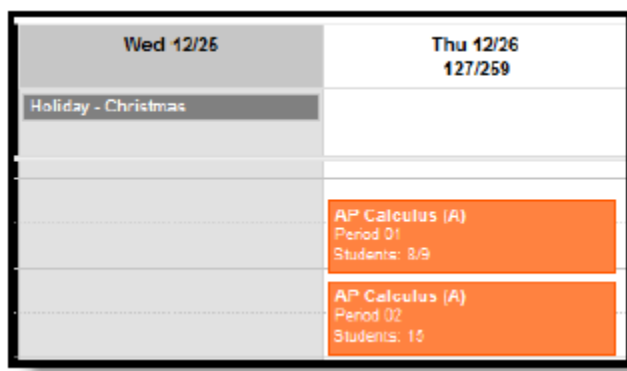 Wed 12/25
Thu 12/26
127/259
Holiday - Christmas
AP Calculus (A)
Period 01
Students: 8/9
AP Calculus (A)
Period 02
Students: 15